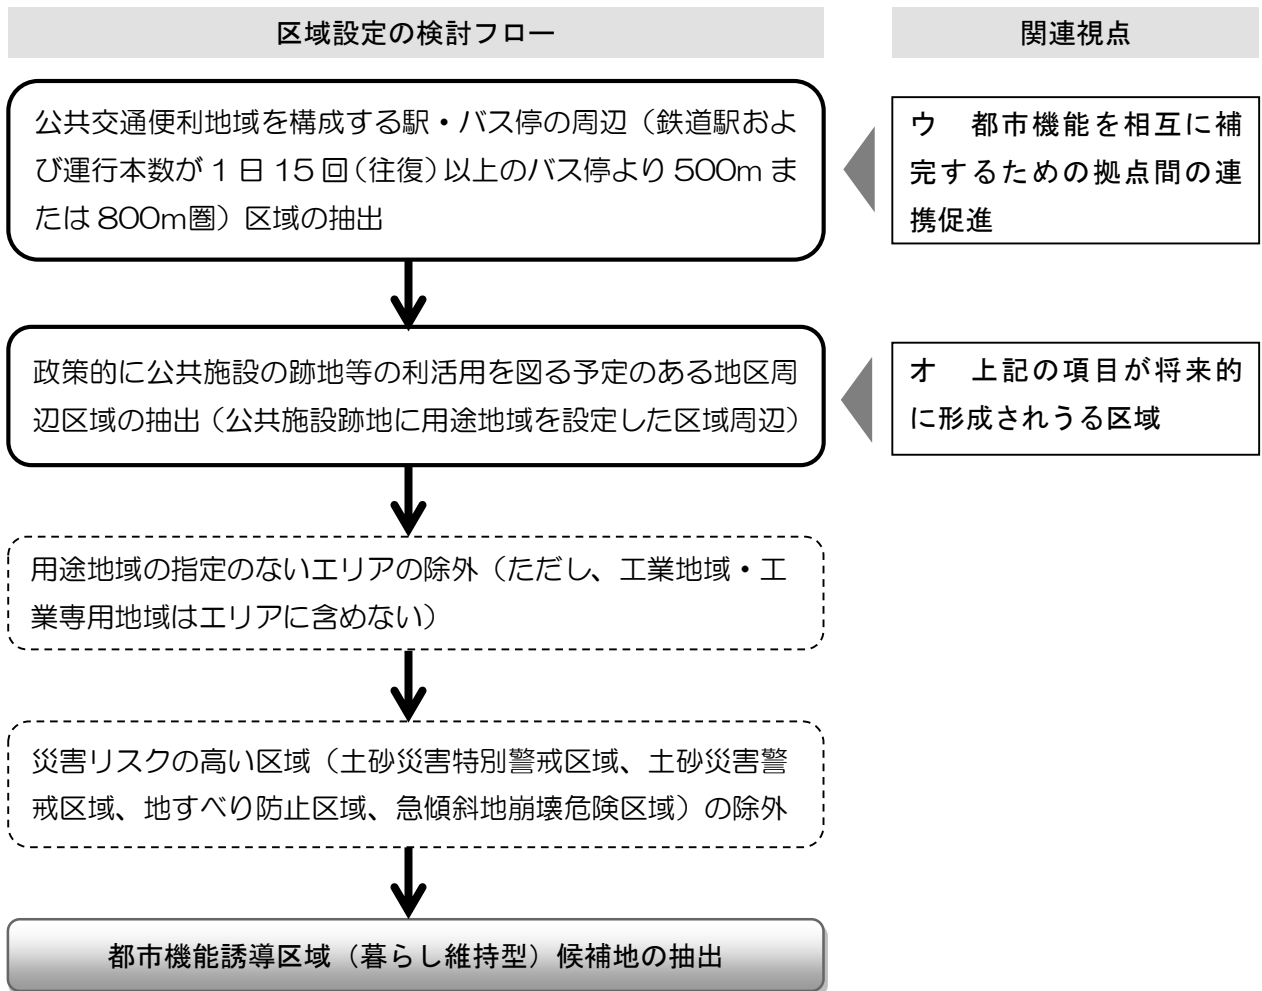 区域設定の検討フロー
関連視点
公共交通便利地域を構成する駅・バス停の周辺（鉄道駅およ
び運行本数が1日15回（往復）以上のバス停より500mま
たは800m圏）区域の抽出
ウ　都市機能を相互に補
完するための拠点間の連
携促進
政策的に公共施設の跡地等の利活用を図る予定のある地区周
辺区域の抽出（公共施設跡地に用途地域を設定した区域周辺）
オ　上記の項目が将来的
に形成されうる区域
用途地域の指定のないエリアの除外（ただし、工業地域・工
業専用地域はエリアに含めない）
災害リスクの高い区域（土砂災害特別警戒区域、土砂災害警
戒区域、地すべり防止区域、急傾斜地崩壊危険区域）の除外
都市機能誘導区域（暮らし維持型）候補地の抽出